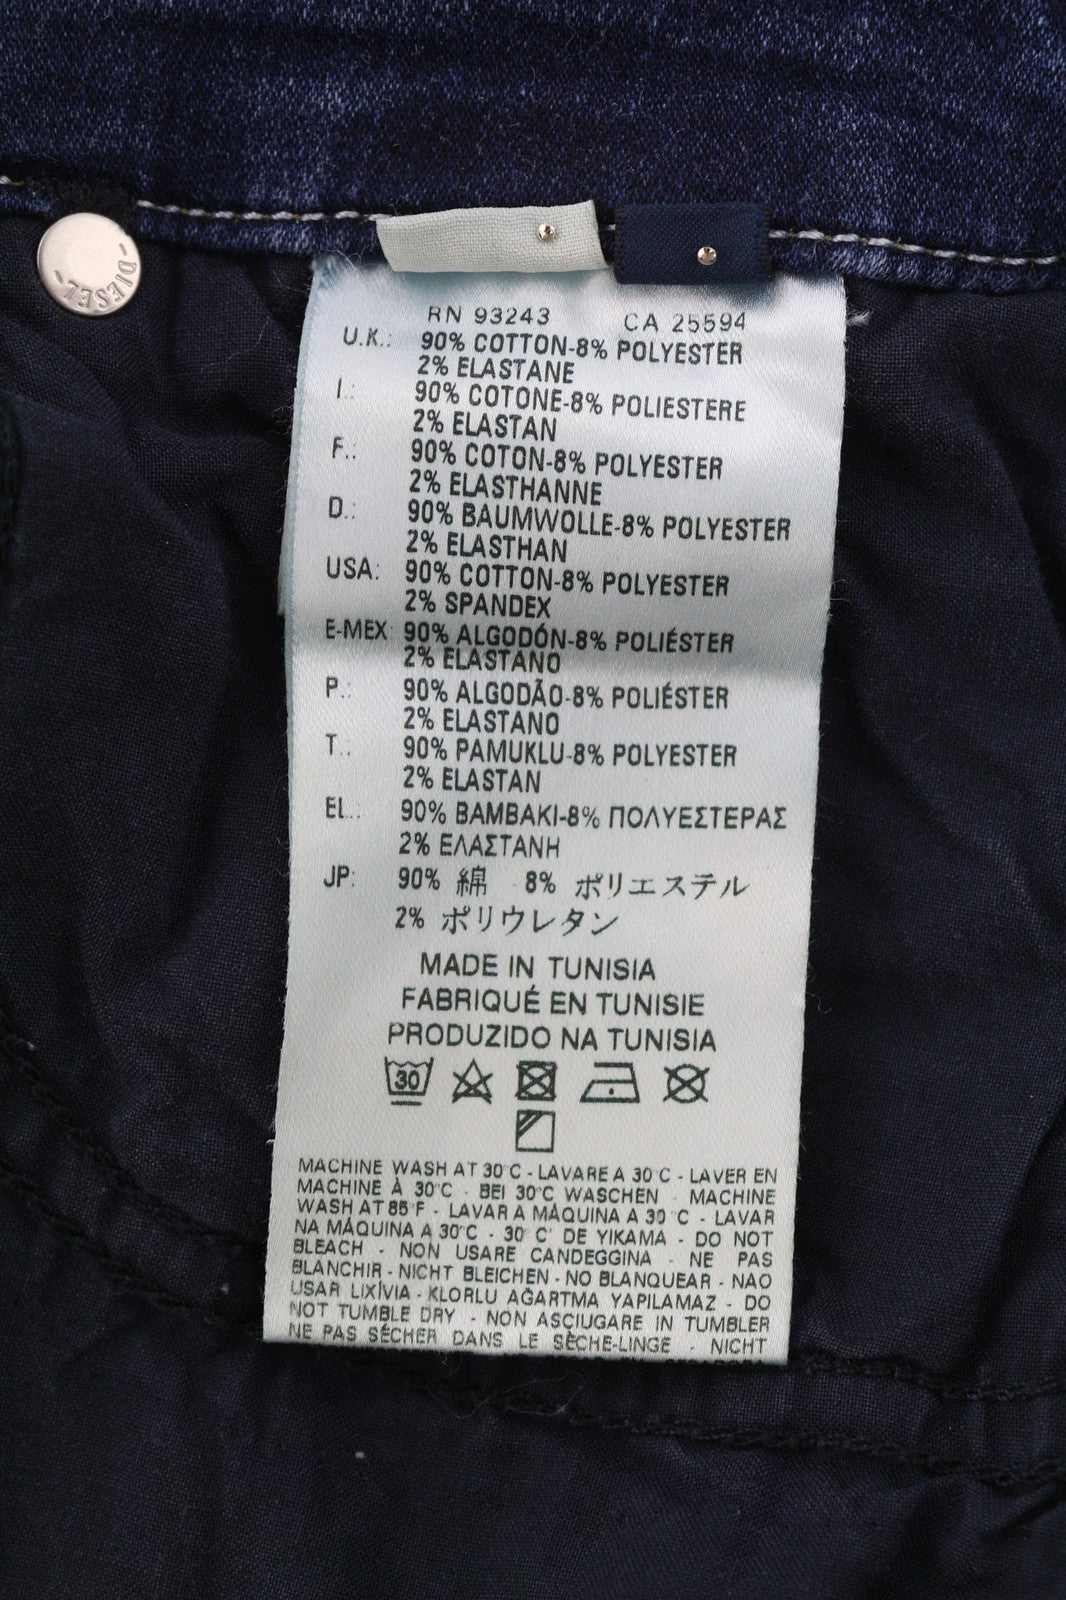 -DIESEL-
RN 93243 CA 25594
U.K.: 90% COTTON-8% POLYESTER
2% ELASTANE
I.: 90% COTONE-8% POLIESTERE
2% ELASTAN
F.: 90% COTON-8% POLYESTER
2% ELASTHANNE
D.: 90% BAUMWOLLE-8% POLYESTER
2% ELASTHAN
USA: 90% COTTON-8% POLYESTER
2% SPANDEX
E-MEX: 90% ALGODÓN-8% POLIÉSTER
2% ELASTANO
P.: 90% ALGODÃO-8% POLIÉSTER
2% ELASTANO
T.: 90% PAMUKLU-8% POLYESTER
2% ELASTAN
EL.: 90% BAMBAKI-8% ΠΟΛΥΕΣΤΕΡΑΣ
2% ΕΛΑΣΤΑΝΗ
JP: 90% 綿 8% ポリエステル
2% ポリウレタン
MADE IN TUNISIA
FABRIQUÉ EN TUNISIE
PRODUZIDO NA TUNISIA
30
MACHINE WASH AT 30°C - LAVARE A 30°C - LAVER EN
MACHINE À 30°C - BEI 30°C WASCHEN - MACHINE
WASH AT 85°F - LAVAR A MÁQUINA A 30°C - LAVAR
NA MÁQUINA A 30°C - 30°C' DE YIKAMA - DO NOT
BLEACH - NON USARE CANDEGGINA - NE PAS
BLANCHIR - NICHT BLEICHEN - NO BLANQUEAR - NAO
USAR LIXÍVIA - KLORLU AĞARTMA YAPILAMAZ - DO
NOT TUMBLE DRY - NON ASCIUGARE IN TUMBLER
NE PAS SÉCHER DANS LE SÈCHE-LINGE - NICHT